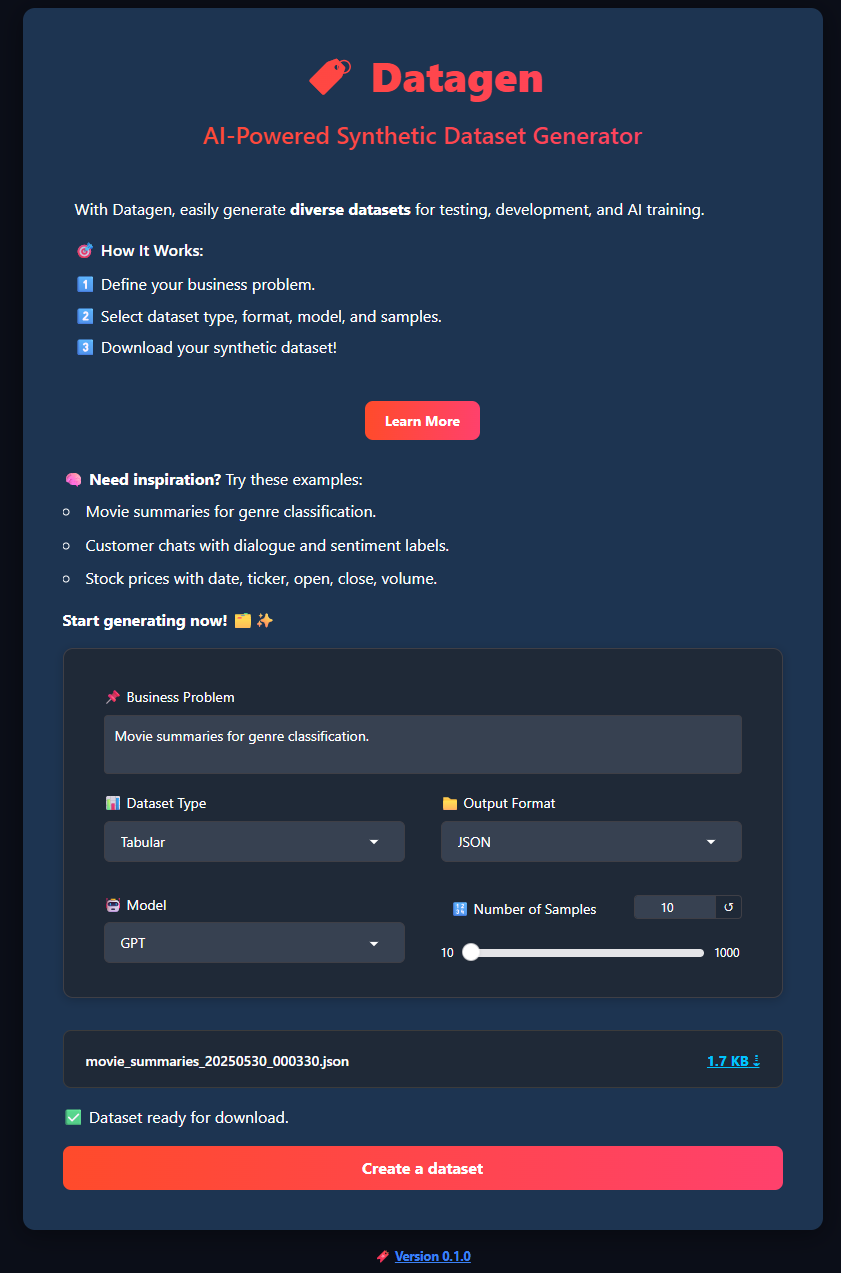 Datagen
AI-Powered Synthetic Dataset Generator
With Datagen, easily generate diverse datasets for testing, development, and AI training.
🎯 How It Works:
1️⃣ Define your business problem.
2️⃣ Select dataset type, format, model, and samples.
3️⃣ Download your synthetic dataset!
Learn More
🧠 Need inspiration? Try these examples:
Movie summaries for genre classification.
Customer chats with dialogue and sentiment labels.
Stock prices with date, ticker, open, close, volume.
Start generating now! 🗂️✨
📌 Business Problem
Movie summaries for genre classification.
📊 Dataset Type
📁 Output Format
Tabular
JSON
🤖 Model
🔢 Number of Samples
10
GPT
10
1000
movie_summaries_20250530_000330.json
1.7 KB ⇣
✅ Dataset ready for download.
Create a dataset
Version 0.1.0